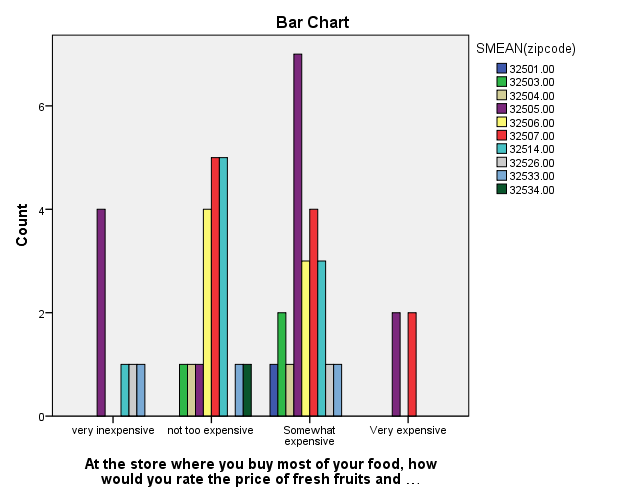 Bar Chart
SMEAN(zipcode)
32501.00
32503.00
32504.00
32505.00
32506.00
32507.00
32514.00
32526.00
32533.00
32534.00
6
4
2
0
Count
very inexpensive
not too expensive
Somewhat
expensive
Very expensive
At the store where you buy most of your food, how
would you rate the price of fresh fruits and ...